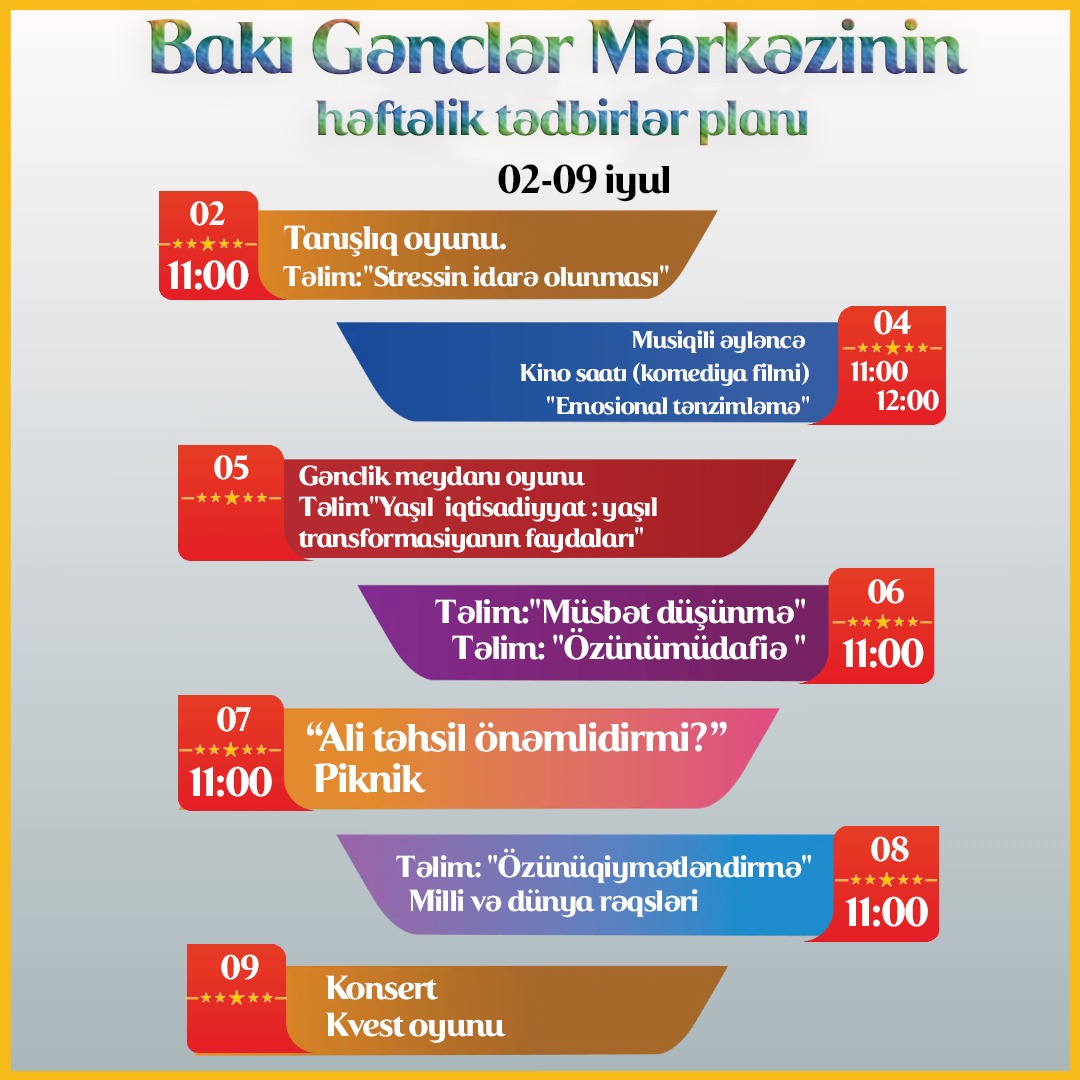 Bakı Gənclər Mərkəzinin
həftəlik tədbirlər planı
02-09 iyul
02
11:00
Tanışlıq oyunu.
Təlim:"Stressin idarə olunması"
Musiqili əyləncə
Kino saatı (komediya filmi)
"Emosional tənzimləmə"
04
11:00
12:00
05
Gənclik meydanı oyunu
Təlim"Yaşıl iqtisadiyyat : yaşıl
transformasiyanın faydaları"
Təlim:"Müsbət düşünmə"
Təlim: "Özünümüdafiə "
06
11:00
07
11:00
“Ali təhsil önəmlidirmi?”
Piknik
Təlim: "Özünüqiymətləndirmə"
Milli və dünya rəqsləri
08
11:00
09
Konsert
Kvest oyunu